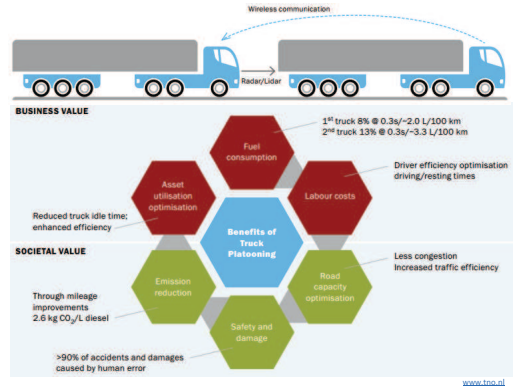 Wireless communication
Radar/Lidar
BUSINESS VALUE
1st truck 8% @ 0.3s/~2.0 L/100 km
2nd truck 13% @ 0.3s/~3.3 L/100 km
Fuel
consumption
Driver efficiency optimisation
driving/resting times
Asset
utilisation
optimisation
Labour costs
Reduced truck idle time;
enhanced efficiency
Benefits of
Truck
Platooning
SOCIETAL VALUE
Less congestion
Increased traffic efficiency
Emission
reduction
Road
capacity
optimisation
Through mileage
improvements
2.6 kg CO2/L diesel
Safety and
damage
>90% of accidents and damages
caused by human error
www.tno.nl